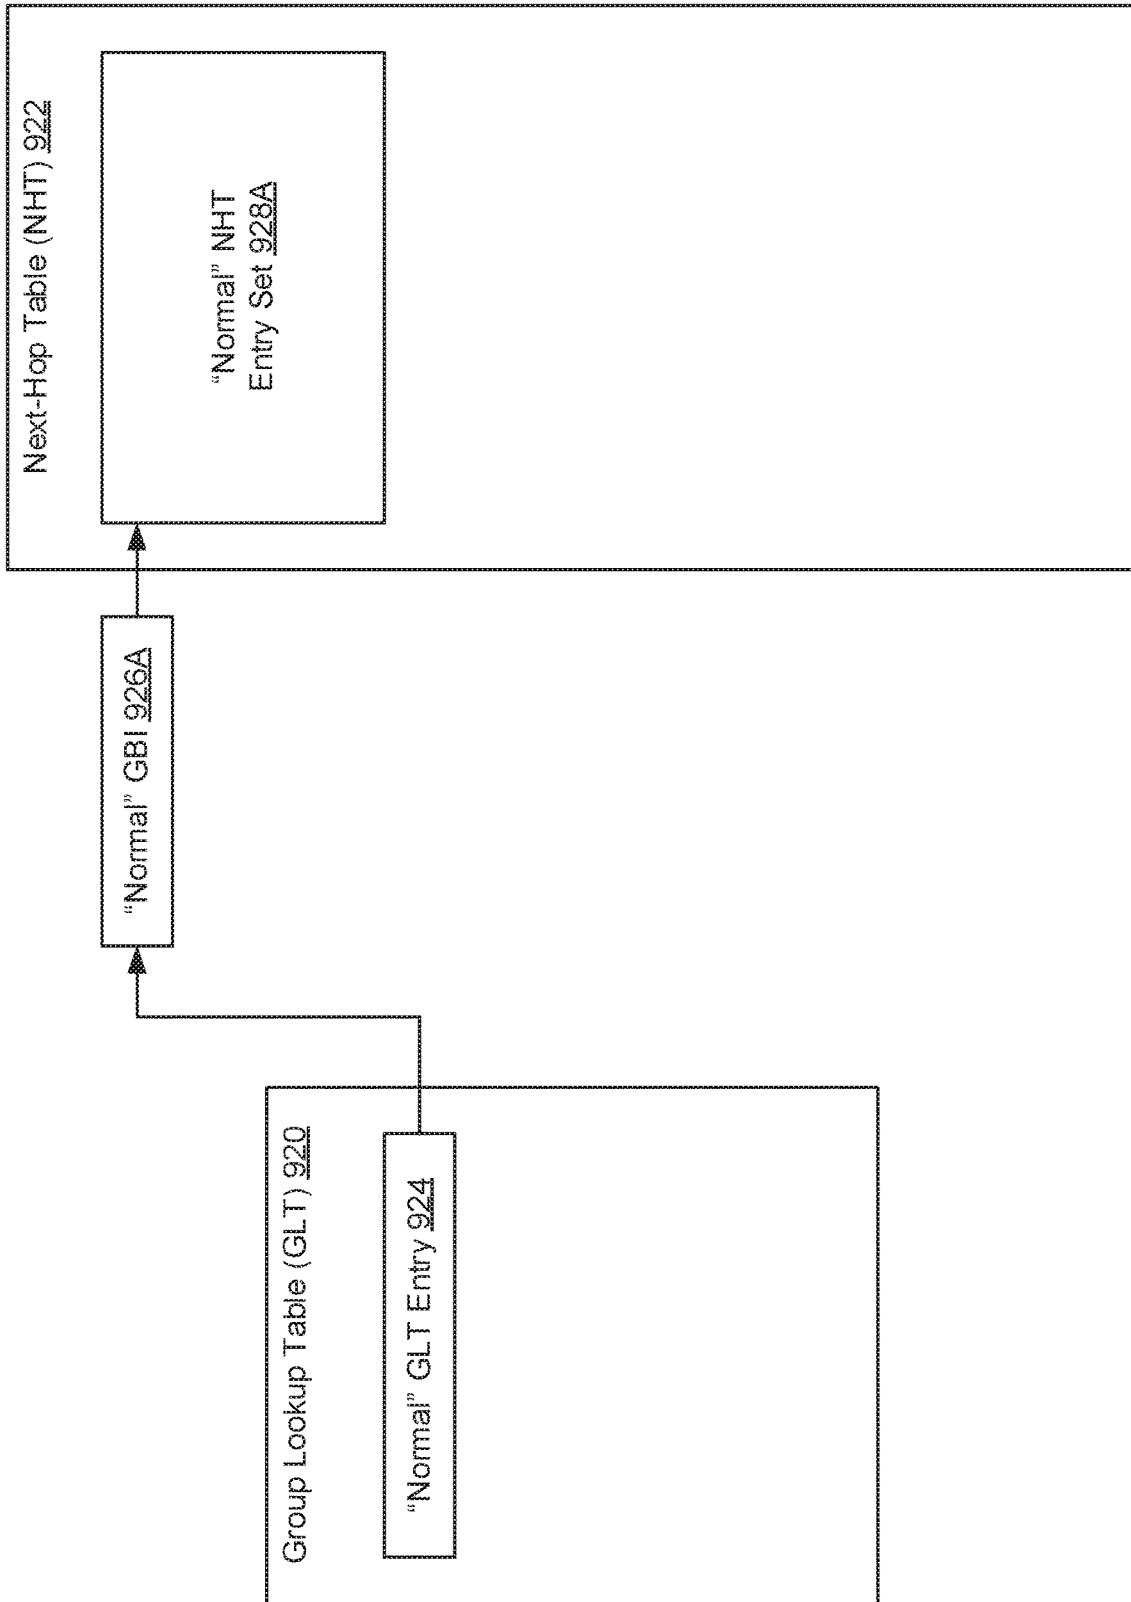 Group Lookup Table (GLT) 920
“Normal” GLT Entry 924
“Normal” GBI 926A
Next-Hop Table (NHT) 922
“Normal” NHT
Entry Set 928A